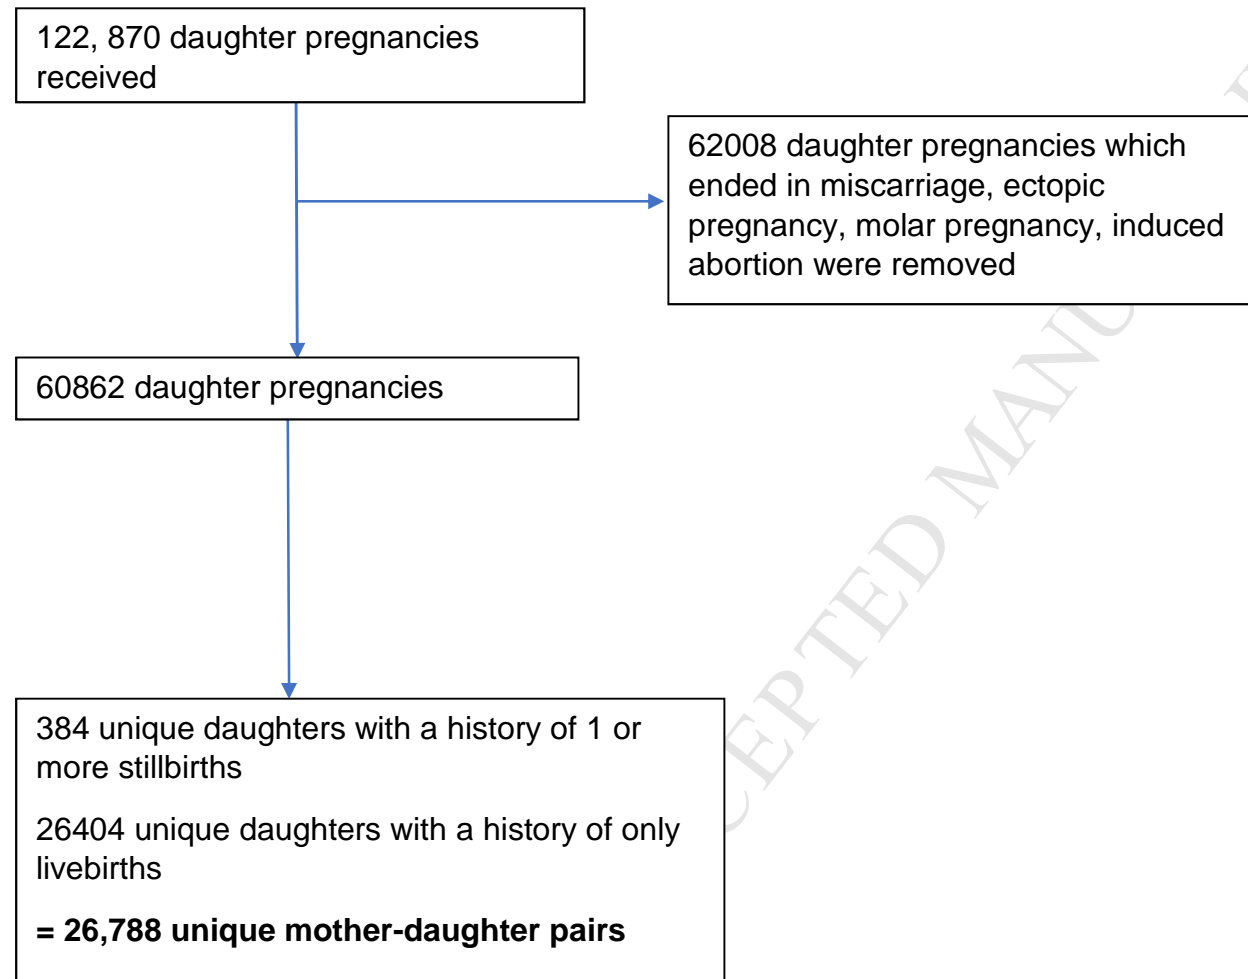 122, 870 daughter pregnancies
received
62008 daughter pregnancies which
ended in miscarriage, ectopic
pregnancy, molar pregnancy, induced
abortion were removed
60862 daughter pregnancies
384 unique daughters with a history of 1 or
more stillbirths
26404 unique daughters with a history of only
livebirths
= 26,788 unique mother-daughter pairs
CEPTED MANU